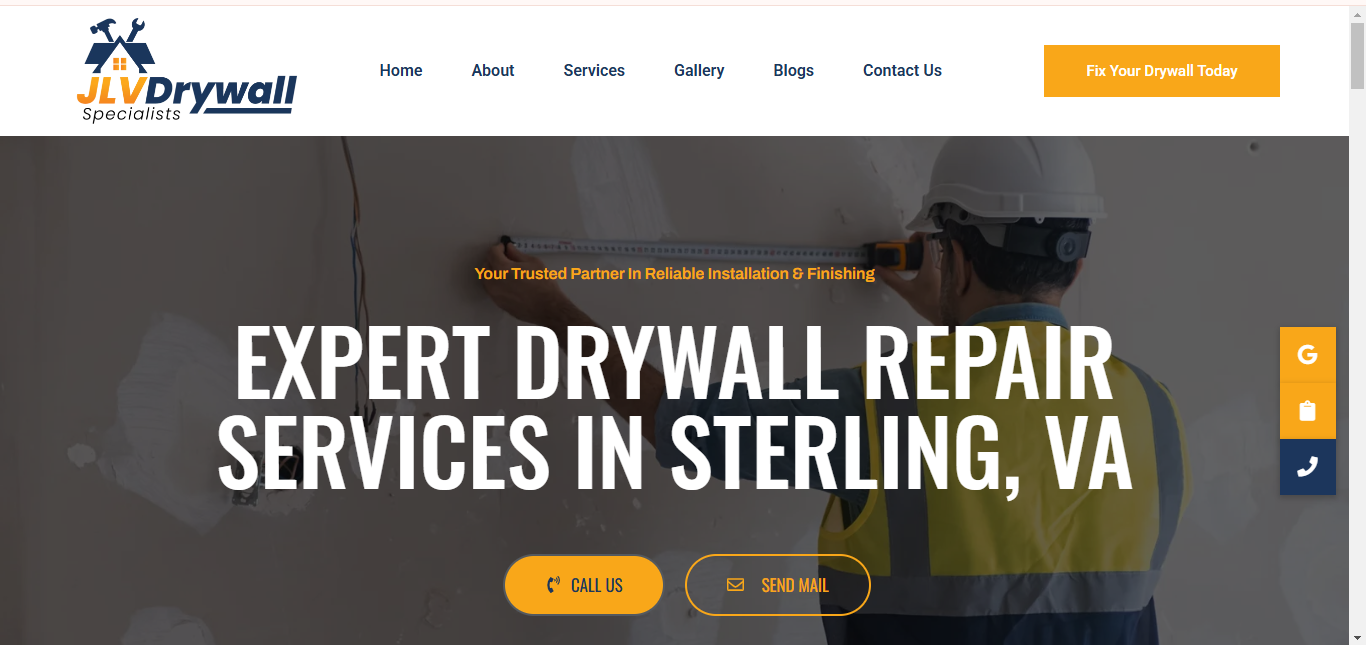 JLVDrywall
Specialists
Home
About
Services
Gallery
Blogs
Contact Us
Fix Your Drywall Today
Your Trusted Partner In Reliable Installation & Finishing
EXPERT DRYWALL REPAIR
SERVICES IN STERLING, VA
CALL US
SEND MAIL